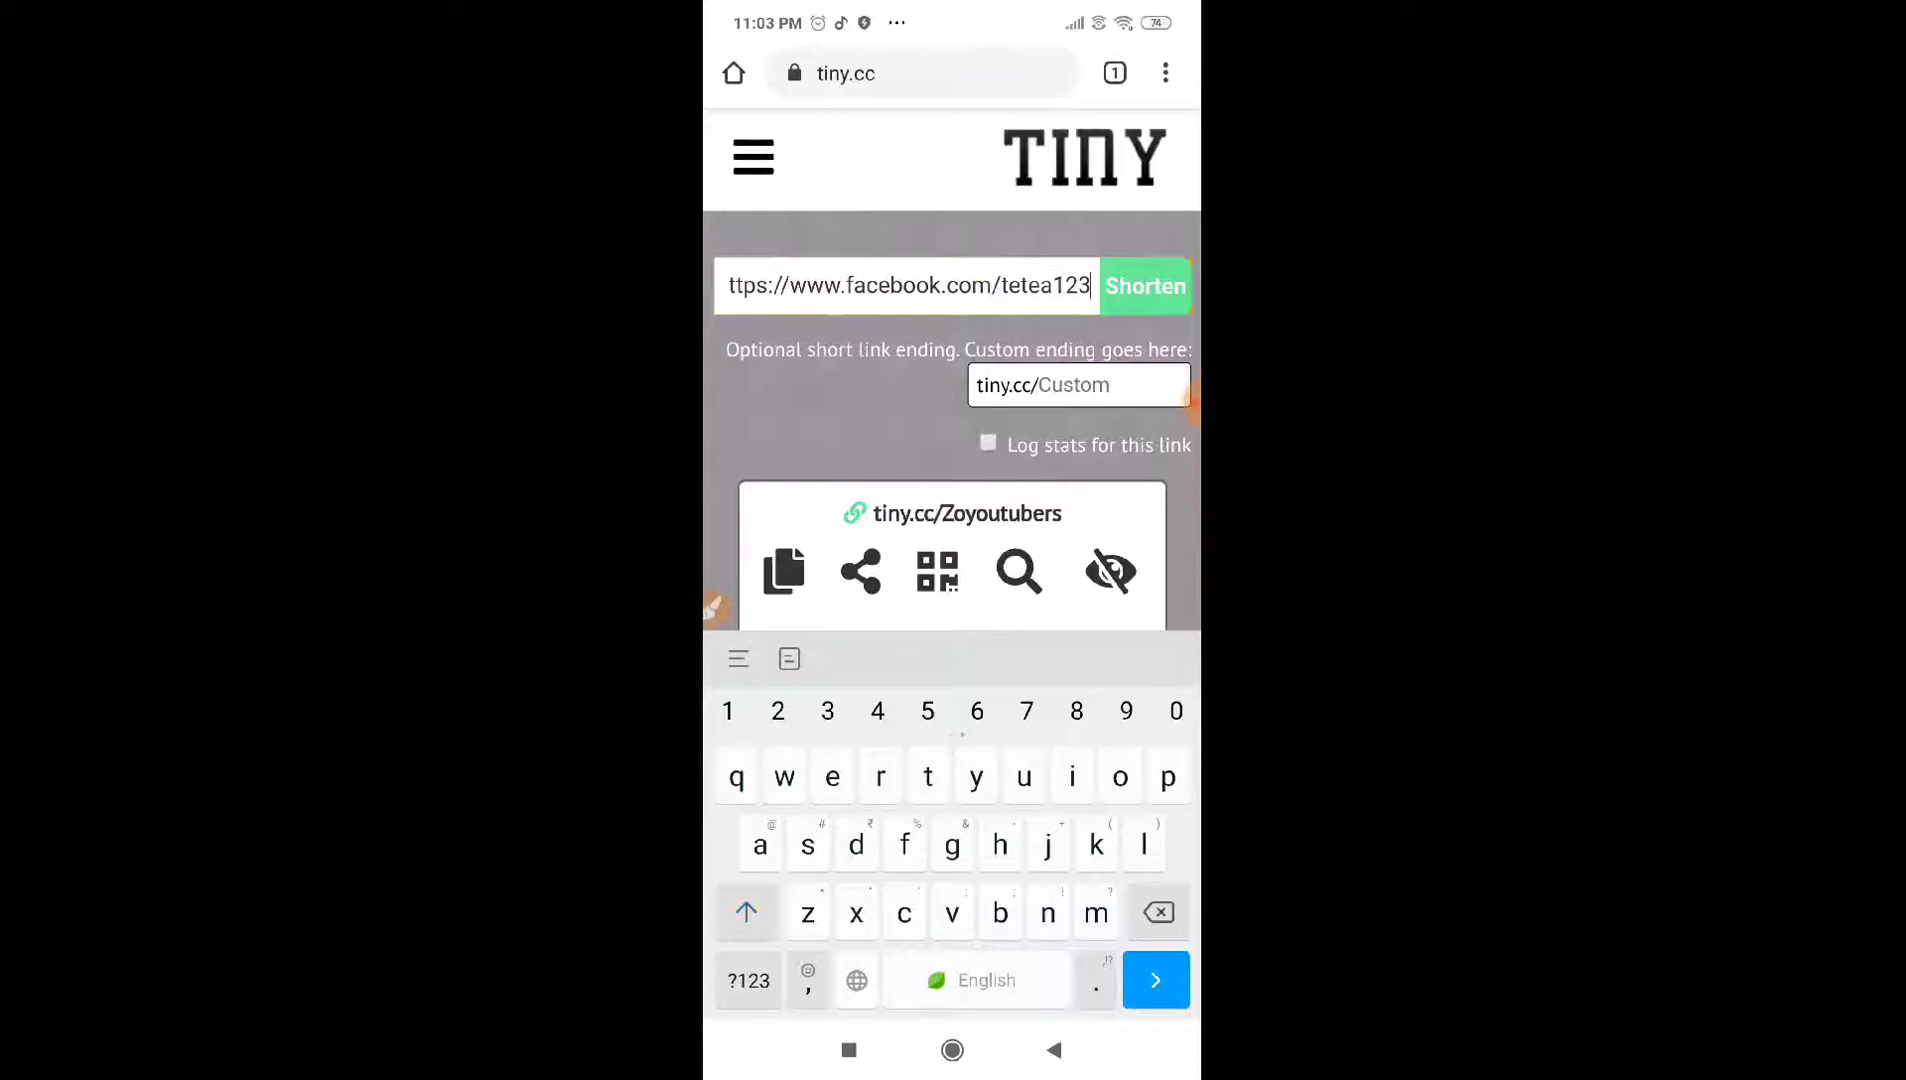 11:03 PM ... 74
tiny.cc 1
TINY
ttps://www.facebook.com/tetea123 Shorten
Optional short link ending. Custom ending goes here:
tiny.cc/Custom
Log stats for this link
tiny.cc/Zoyoutubers
1 2 3 4 5 6 7 8 9 0
q w e r t y u i o p
@ # ₹ % & - + ( )
a s d f g h j k l
* " ' : ; ! ?
z x c v b n m
!?
?123 , English .